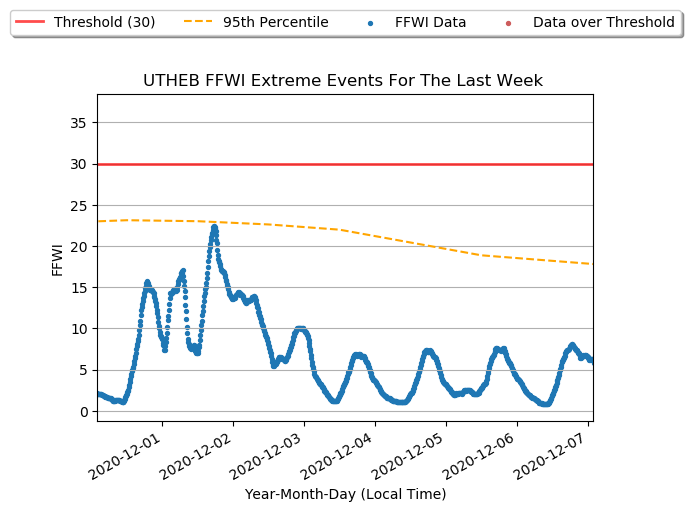 Threshold (30) 95th Percentile FFWI Data Data over Threshold
UTHEB FFWI Extreme Events For The Last Week
FFWI
35
30
25
20
15
10
5
0
2020-12-01 2020-12-02 2020-12-03 2020-12-04 2020-12-05 2020-12-06 2020-12-07
Year-Month-Day (Local Time)